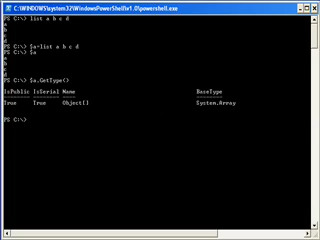 C:\WINDOWS\system32\WindowsPowerShell\v1.0\powershell.exe
PS C:\> list a b c d
a
b
c
d
PS C:\> $a=list a b c d
PS C:\> $a
a
b
c
d
PS C:\> $a.GetType()
IsPublic IsSerial Name BaseType
-------- -------- ---- --------
True True Object[] System.Array
PS C:\>